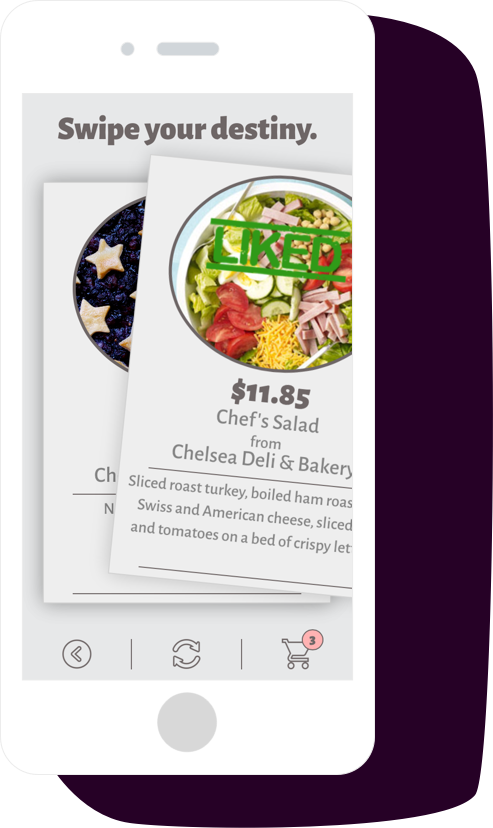 Swipe your destiny.
LIKED
$11.85
Chef's Salad
from
Chelsea Deli & Bakery
Sliced roast turkey, boiled ham roas
Swiss and American cheese, sliced
and tomatoes on a bed of crispy let
Ch
N
3